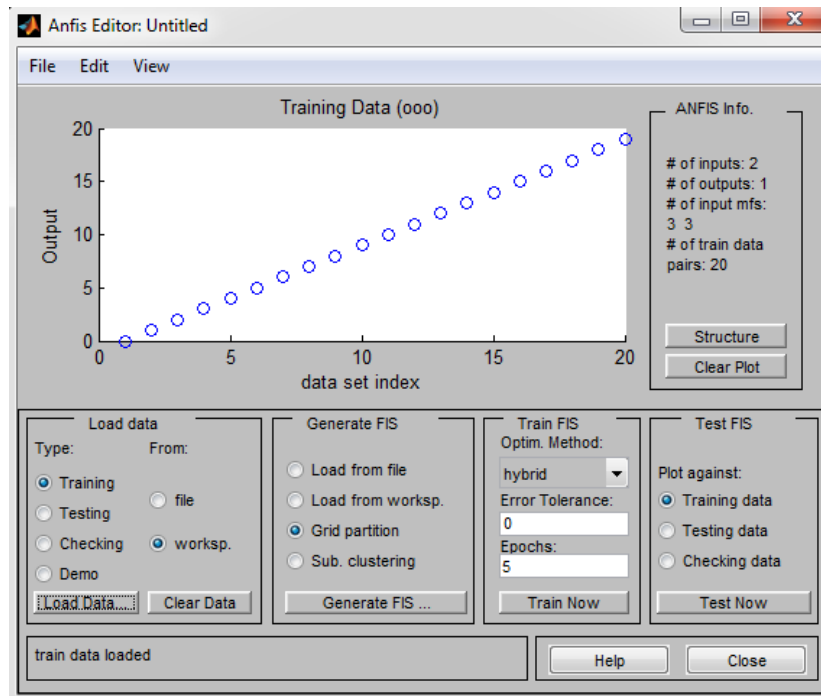 Anfis Editor: Untitled
File Edit View
Training Data (ooo)
20
15
10
5
0
Output
0 5 10 15 20
data set index
ANFIS Info.
# of inputs: 2
# of outputs: 1
# of input mfs:
3 3
# of train data
pairs: 20
Structure
Clear Plot
Load data
Type: From:
Training
Testing
Checking
Demo
file
worksp.
Load Data... Clear Data
Generate FIS
Load from file
Load from worksp.
Grid partition
Sub. clustering
Generate FIS ...
Train FIS
Optim. Method:
hybrid
Error Tolerance:
0
Epochs:
5
Train Now
Test FIS
Plot against:
Training data
Testing data
Checking data
Test Now
train data loaded
Help Close